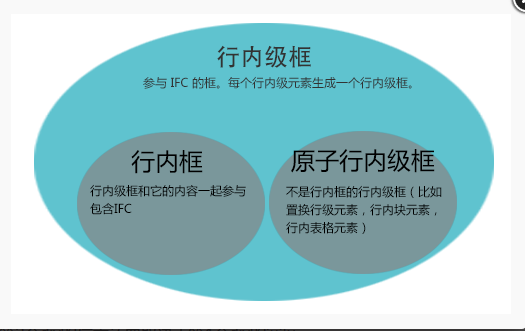 行内级框
参与 IFC 的框。每个行内级元素生成一个行内级框。
行内框
行内级框和它的内容一起参与
包含IFC
原子行内级框
不是行内框的行内级框（比如
置换行级元素，行内块元素，
行内表格元素）